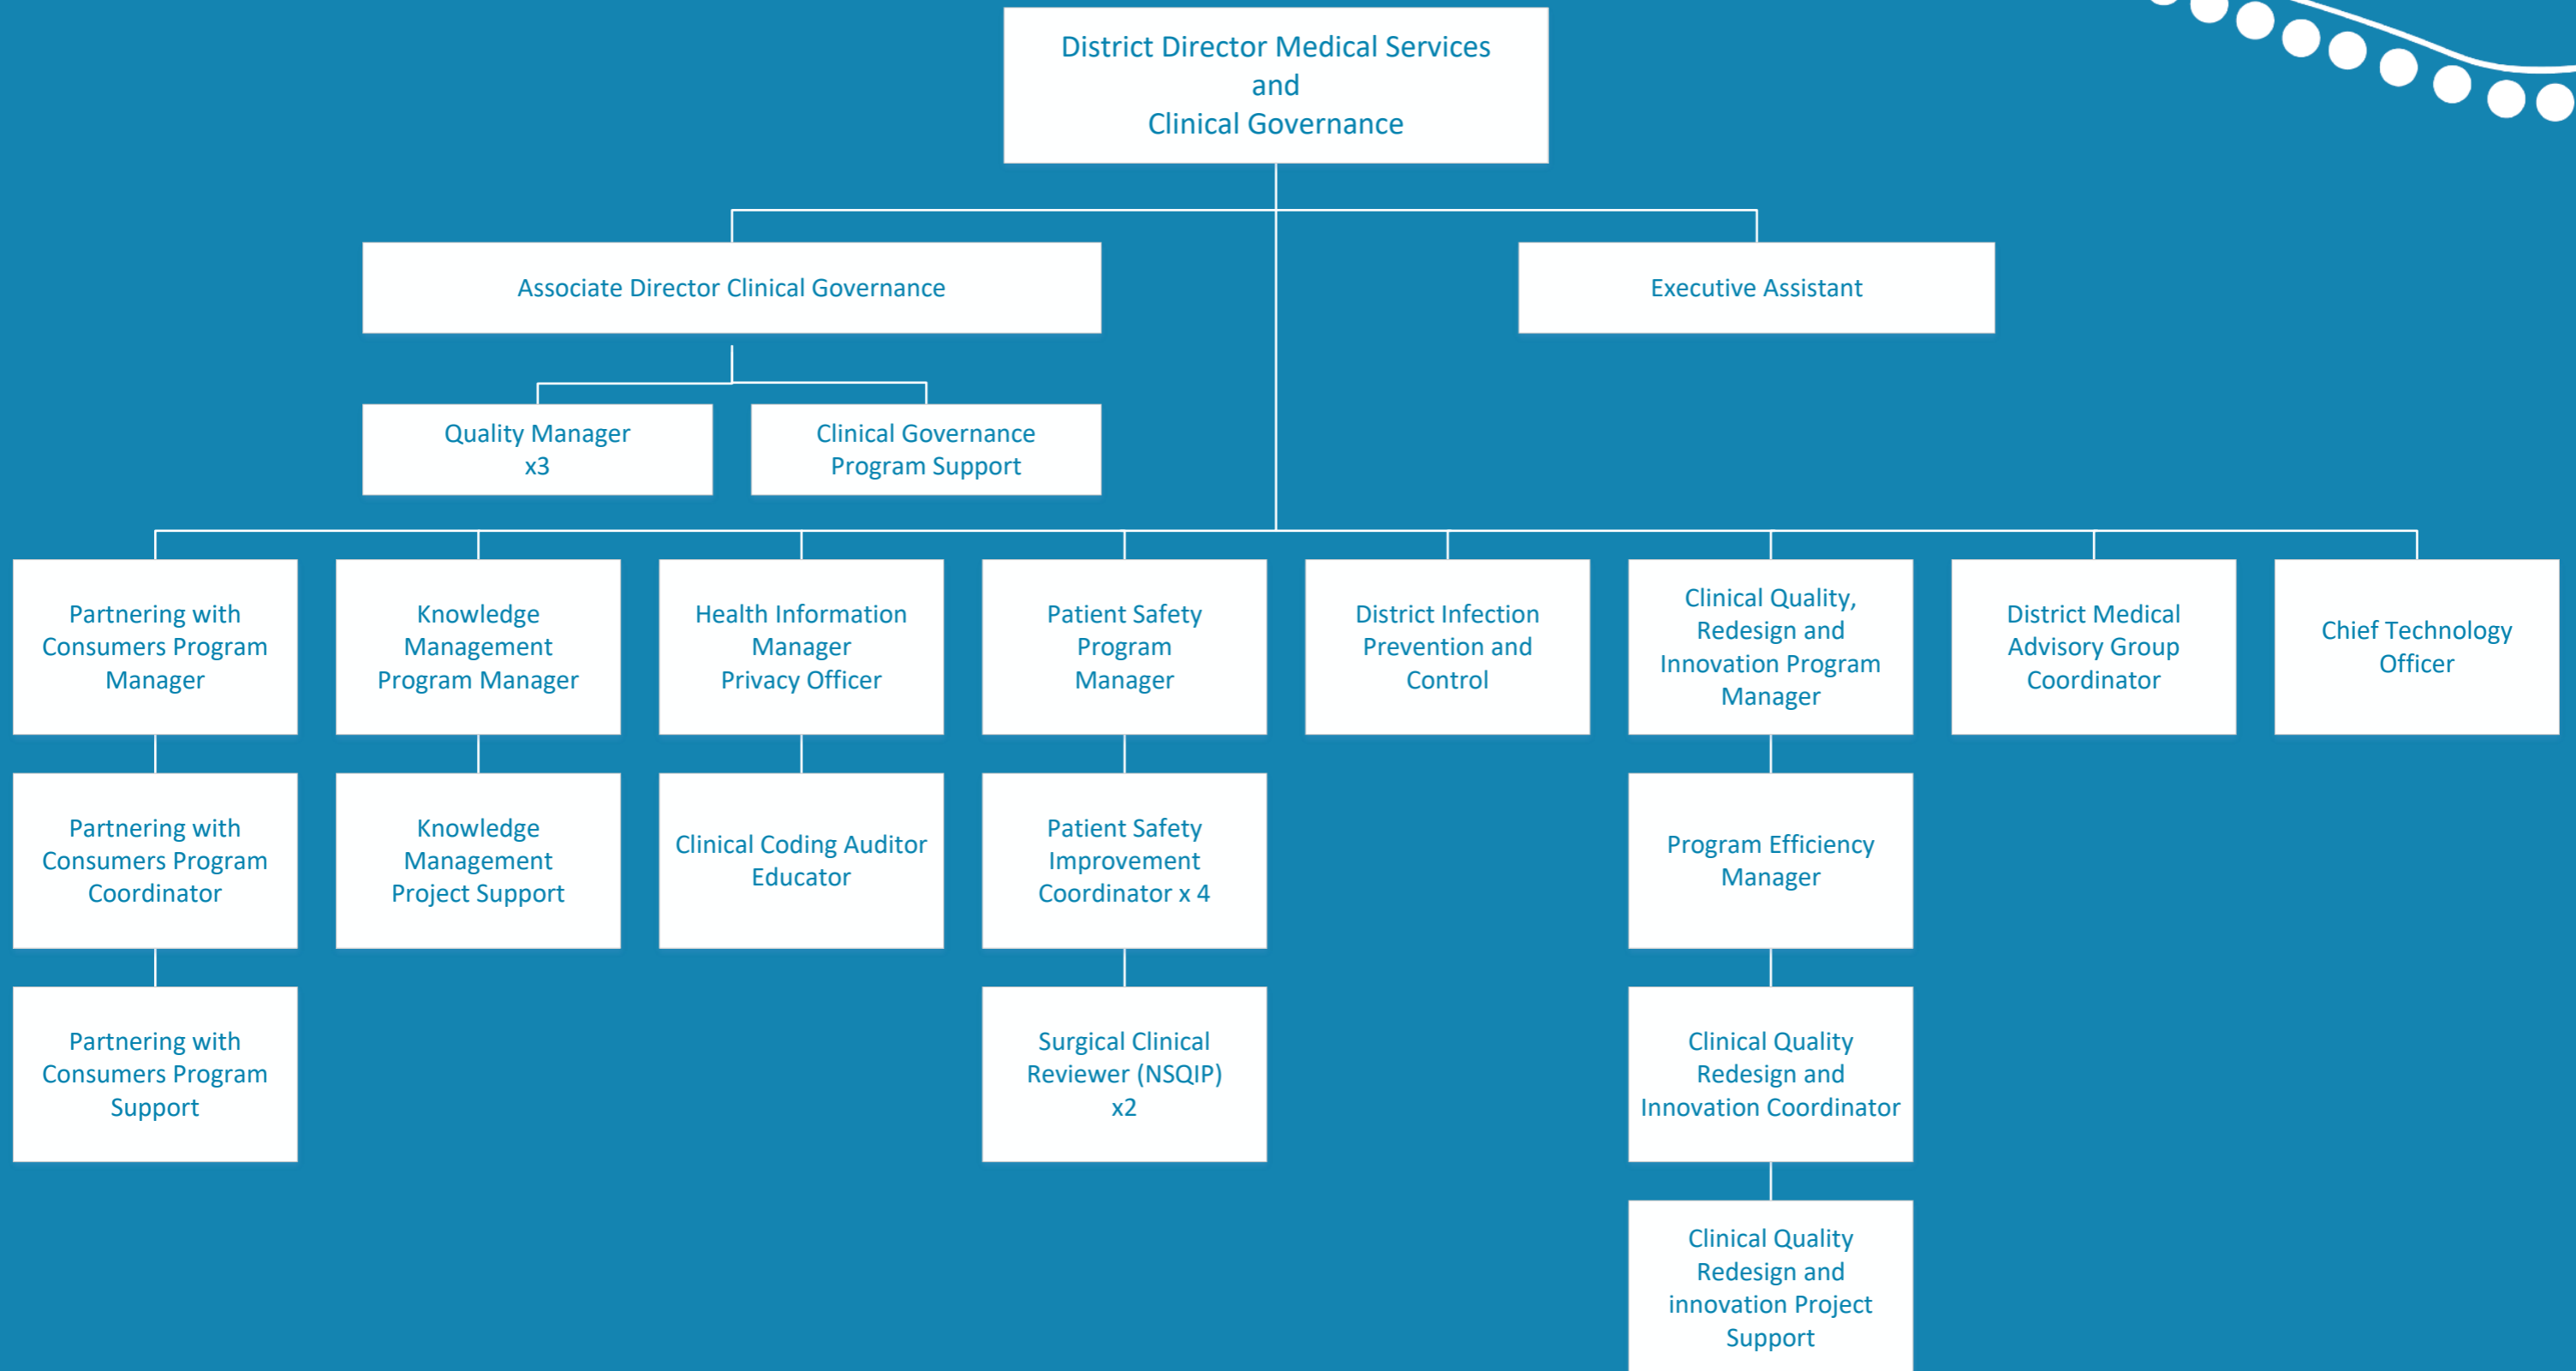 District Director Medical Services
and
Clinical Governance
Associate Director Clinical Governance
Executive Assistant
Quality Manager
x3
Clinical Governance
Program Support
Partnering with
Consumers Program
Manager
Knowledge
Management
Program Manager
Health Information
Manager
Privacy Officer
Patient Safety
Program
Manager
District Infection
Prevention and
Control
Clinical Quality,
Redesign and
Innovation Program
Manager
District Medical
Advisory Group
Coordinator
Chief Technology
Officer
Partnering with
Consumers Program
Coordinator
Knowledge
Management
Project Support
Clinical Coding Auditor
Educator
Patient Safety
Improvement
Coordinator x 4
Program Efficiency
Manager
Partnering with
Consumers Program
Support
Surgical Clinical
Reviewer (NSQIP)
x2
Clinical Quality
Redesign and
Innovation Coordinator
Clinical Quality
Redesign and
innovation Project
Support